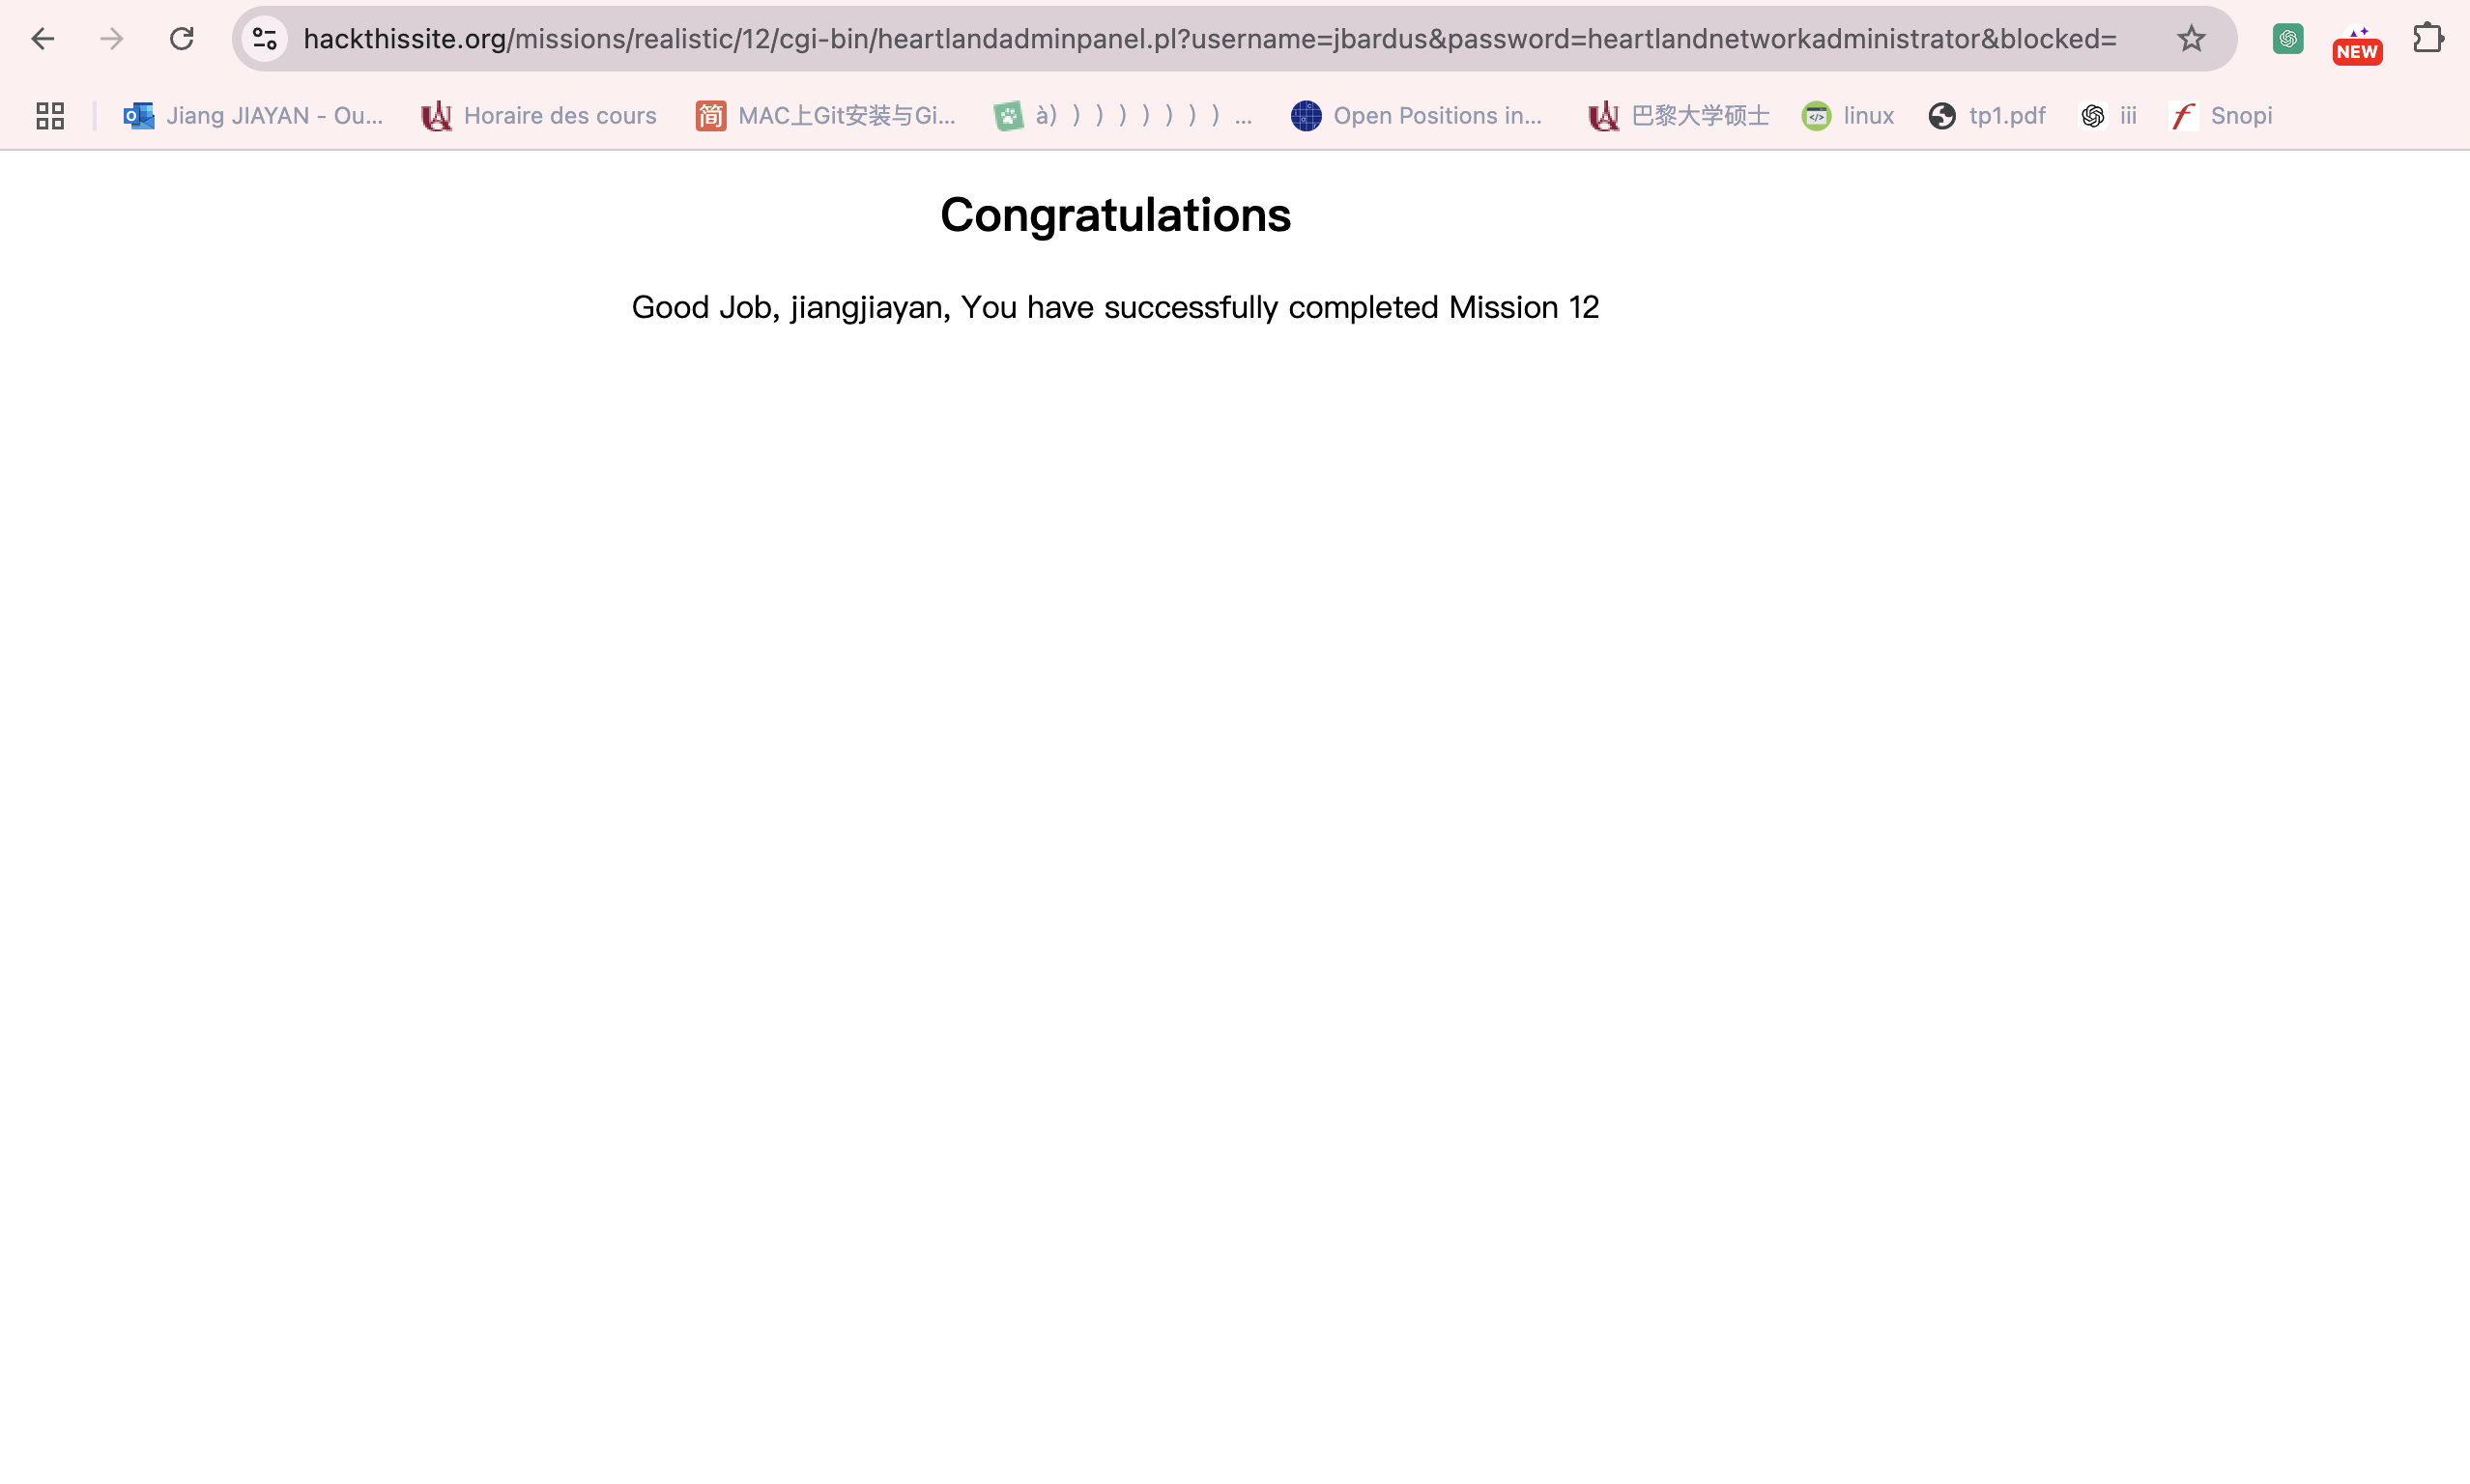 hackthissite.org/missions/realistic/12/cgi-bin/heartlandadminpanel.pl?username=jbardus&password=heartlandnetworkadministrator&blocked=
NEW
Jiang JIAYAN - Ou...
Horaire des cours
简 MAC上Git安装与Gi...
à) ) ) ) ) ) ) ) ...
Open Positions in...
巴黎大学硕士
linux
tp1.pdf
iii
Snopi
Congratulations
Good Job, jiangjiayan, You have successfully completed Mission 12